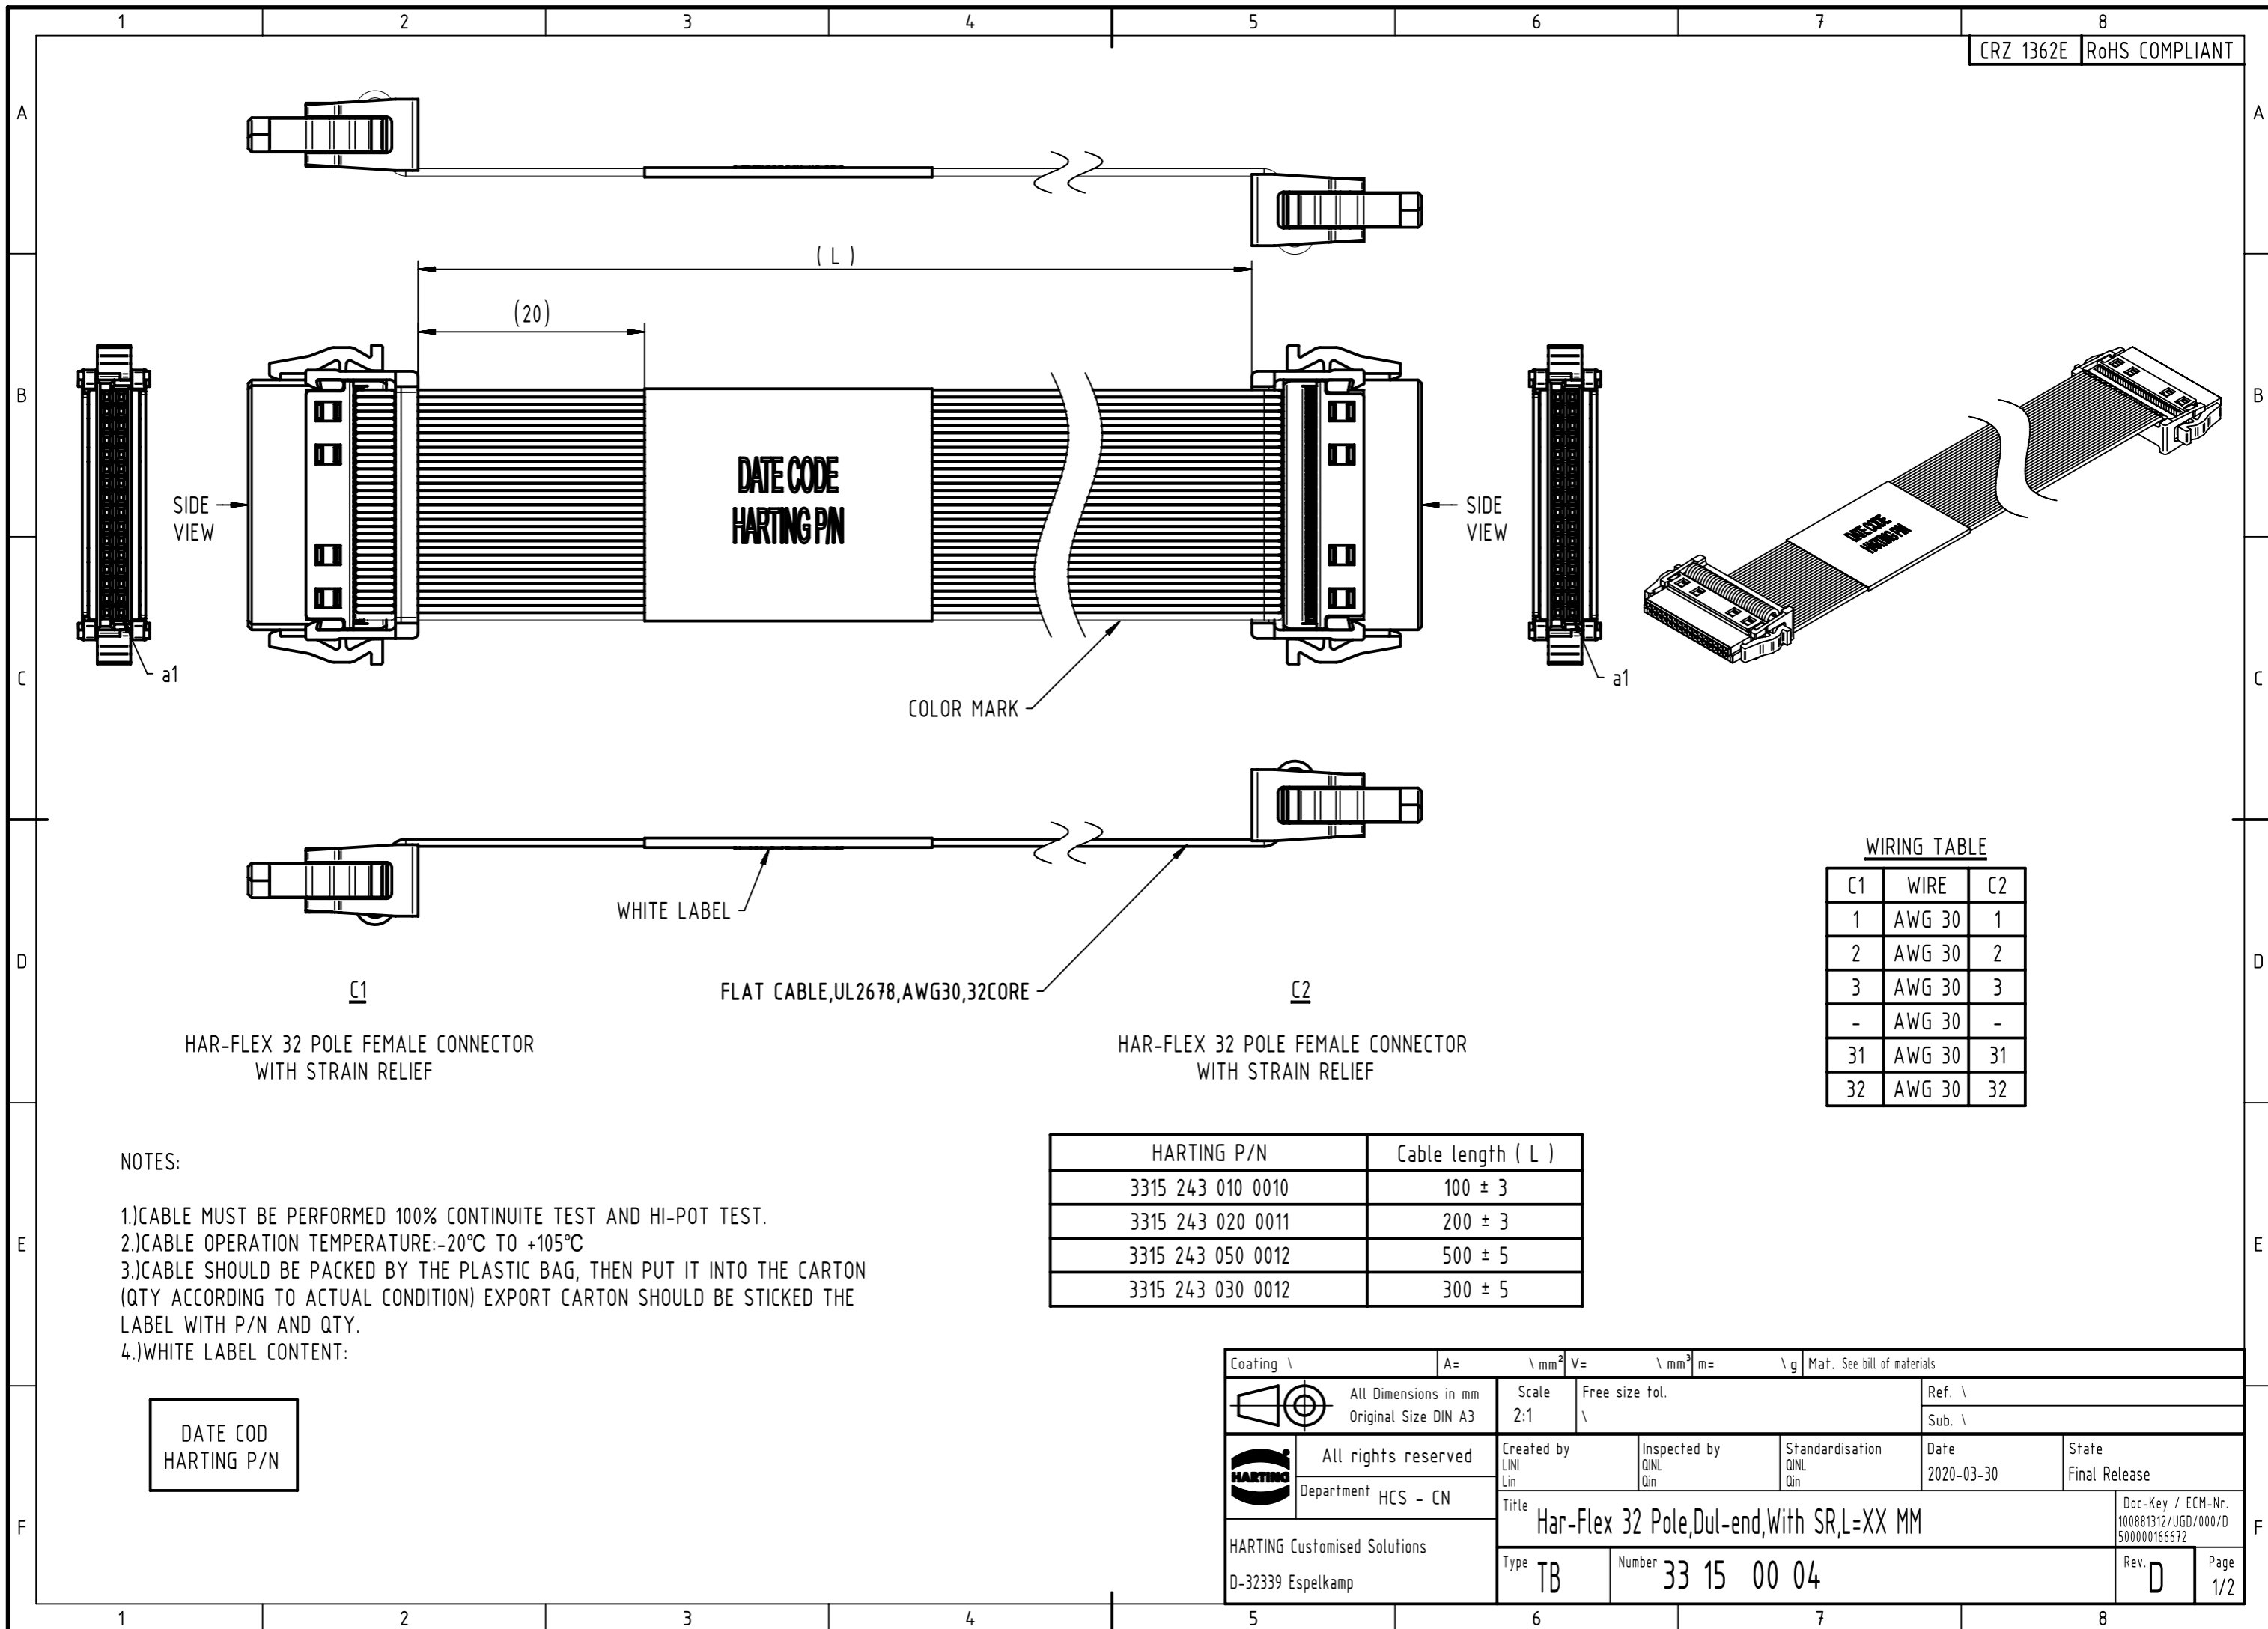 1 2 3 4 5 6 7 8
CRZ 1362E RoHS COMPLIANT
A A
( L )
(20)
B B
DATE CODE
HARTING P/N
SIDE
VIEW
SIDE
VIEW
DATE CODE
HARTING P/N
a1
a1
C C
COLOR MARK
WHITE LABEL
D D
FLAT CABLE,UL2678,AWG30,32CORE
C1
HAR-FLEX 32 POLE FEMALE CONNECTOR
WITH STRAIN RELIEF
C2
HAR-FLEX 32 POLE FEMALE CONNECTOR
WITH STRAIN RELIEF
WIRING TABLE
C1 WIRE C2
1 AWG 30 1
2 AWG 30 2
3 AWG 30 3
- AWG 30 -
31 AWG 30 31
32 AWG 30 32
HARTING P/N Cable length ( L )
3315 243 010 0010 100 ± 3
3315 243 020 0011 200 ± 3
3315 243 050 0012 500 ± 5
3315 243 030 0012 300 ± 5
E E
NOTES:
1.)CABLE MUST BE PERFORMED 100% CONTINUITE TEST AND HI-POT TEST.
2.)CABLE OPERATION TEMPERATURE:-20℃ TO +105℃
3.)CABLE SHOULD BE PACKED BY THE PLASTIC BAG, THEN PUT IT INTO THE CARTON
(QTY ACCORDING TO ACTUAL CONDITION) EXPORT CARTON SHOULD BE STICKED THE
LABEL WITH P/N AND QTY.
4.)WHITE LABEL CONTENT:
DATE COD
HARTING P/N
F F
Coating \ A= \ mm² V= \ mm³ m= \ g Mat. See bill of materials
All Dimensions in mm
Original Size DIN A3
Scale
2:1
Free size tol.
\
Ref. \
Sub. \
HARTING
All rights reserved
Department HCS - CN
HARTING Customised Solutions
D-32339 Espelkamp
Created by
LINI
Lin
Inspected by
QINL
Qin
Standardisation
QINL
Qin
Date
2020-03-30
State
Final Release
Title Har-Flex 32 Pole,Dul-end,With SR,L=XX MM
Doc-Key / ECM-Nr.
100881312/UGD/000/D
500000166672
Type TB
Number 33 15 00 04
Rev. D
Page
1/2
1 2 3 4 5 6 7 8